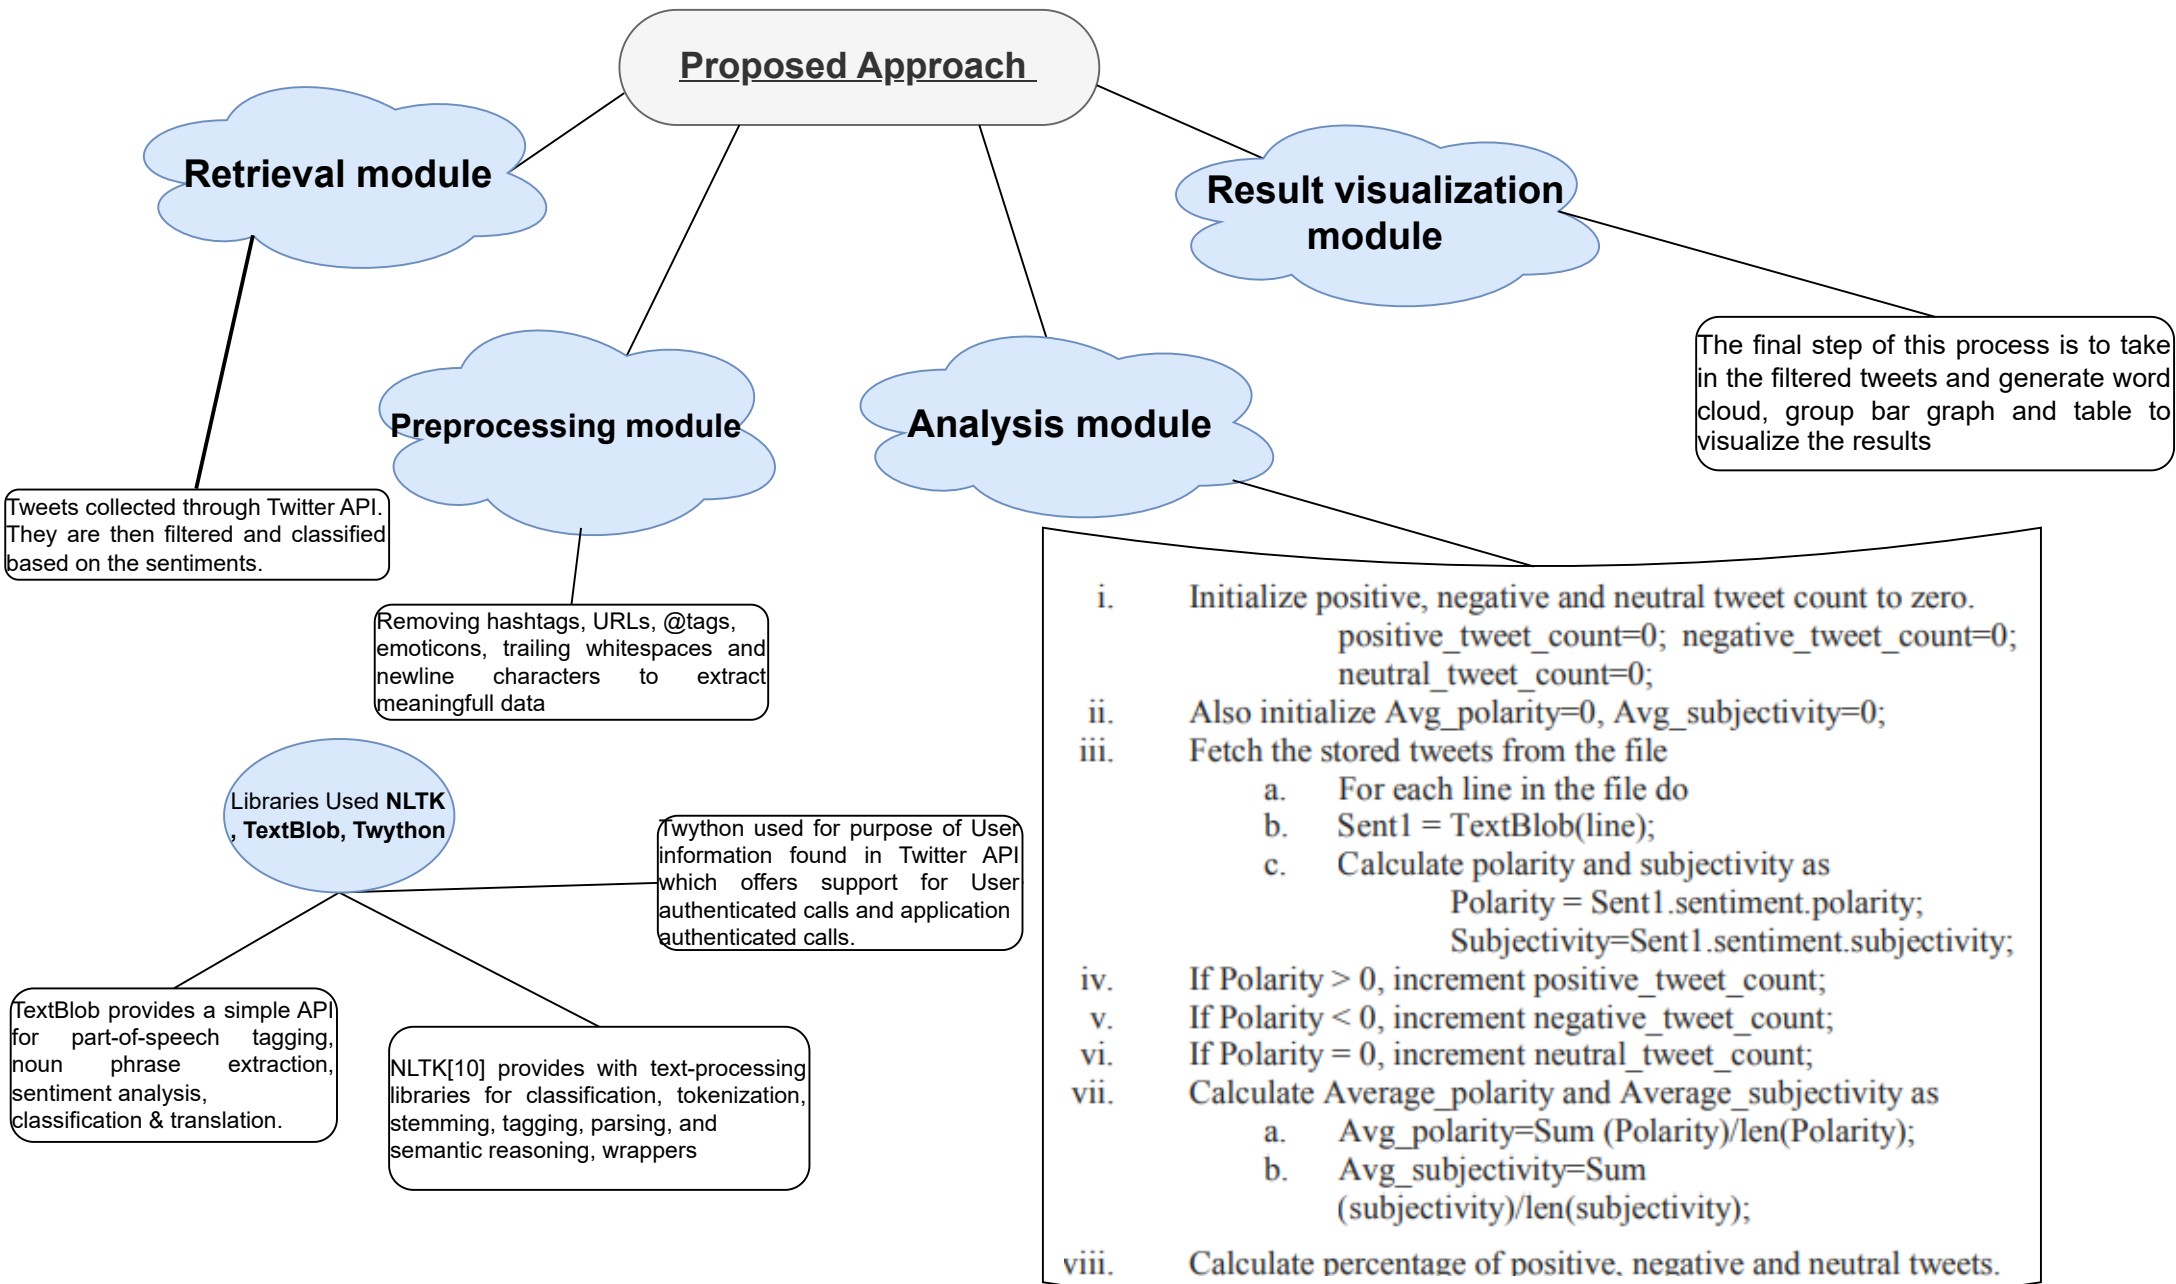 Proposed Approach
Retrieval module
Result visualization
module
Preprocessing module
Analysis module
The final step of this process is to take
in the filtered tweets and generate word
cloud, group bar graph and table to
visualize the results
Tweets collected through Twitter API.
They are then filtered and classified
based on the sentiments.
Removing hashtags, URLs, @tags,
emoticons, trailing whitespaces and
newline characters to extract
meaningfull data
Libraries Used NLTK
, TextBlob, Twython
Twython used for purpose of User
information found in Twitter API
which offers support for User
authenticated calls and application
authenticated calls.
TextBlob provides a simple API
for part-of-speech tagging,
noun phrase extraction,
sentiment analysis,
classification & translation.
NLTK[10] provides with text-processing
libraries for classification, tokenization,
stemming, tagging, parsing, and
semantic reasoning, wrappers
i. Initialize positive, negative and neutral tweet count to zero.
positive_tweet_count=0; negative_tweet_count=0;
neutral_tweet_count=0;
ii. Also initialize Avg_polarity=0, Avg_subjectivity=0;
iii. Fetch the stored tweets from the file
a. For each line in the file do
b. Sent1 = TextBlob(line);
c. Calculate polarity and subjectivity as
Polarity = Sent1.sentiment.polarity;
Subjectivity=Sent1.sentiment.subjectivity;
iv. If Polarity > 0, increment positive_tweet_count;
v. If Polarity < 0, increment negative_tweet_count;
vi. If Polarity = 0, increment neutral_tweet_count;
vii. Calculate Average_polarity and Average_subjectivity as
a. Avg_polarity=Sum (Polarity)/len(Polarity);
b. Avg_subjectivity=Sum
(subjectivity)/len(subjectivity);
viii. Calculate percentage of positive, negative and neutral tweets.